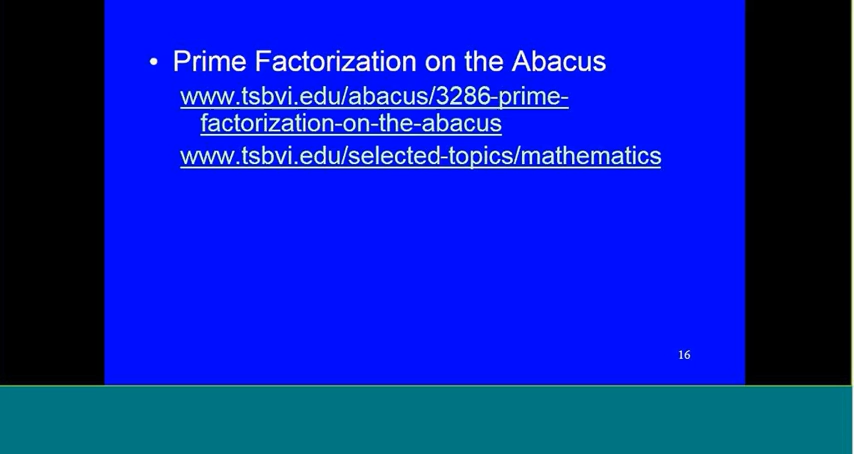 • Prime Factorization on the Abacus
www.tsbvi.edu/abacus/3286-prime-
factorization-on-the-abacus
www.tsbvi.edu/selected-topics/mathematics
16